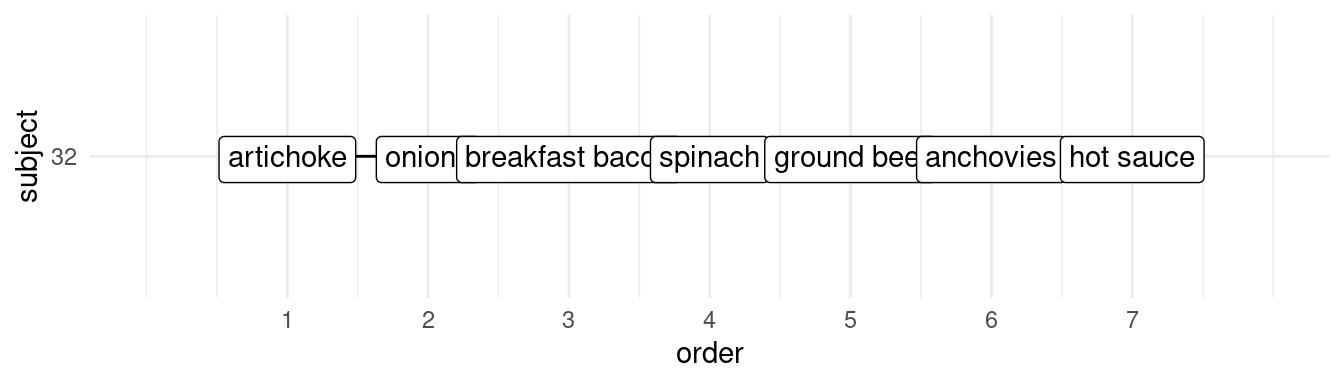 subject
32 artichoke onion breakfast bacc spinach ground bee anchovies hot sauce
1 2 3 4 5 6 7
order